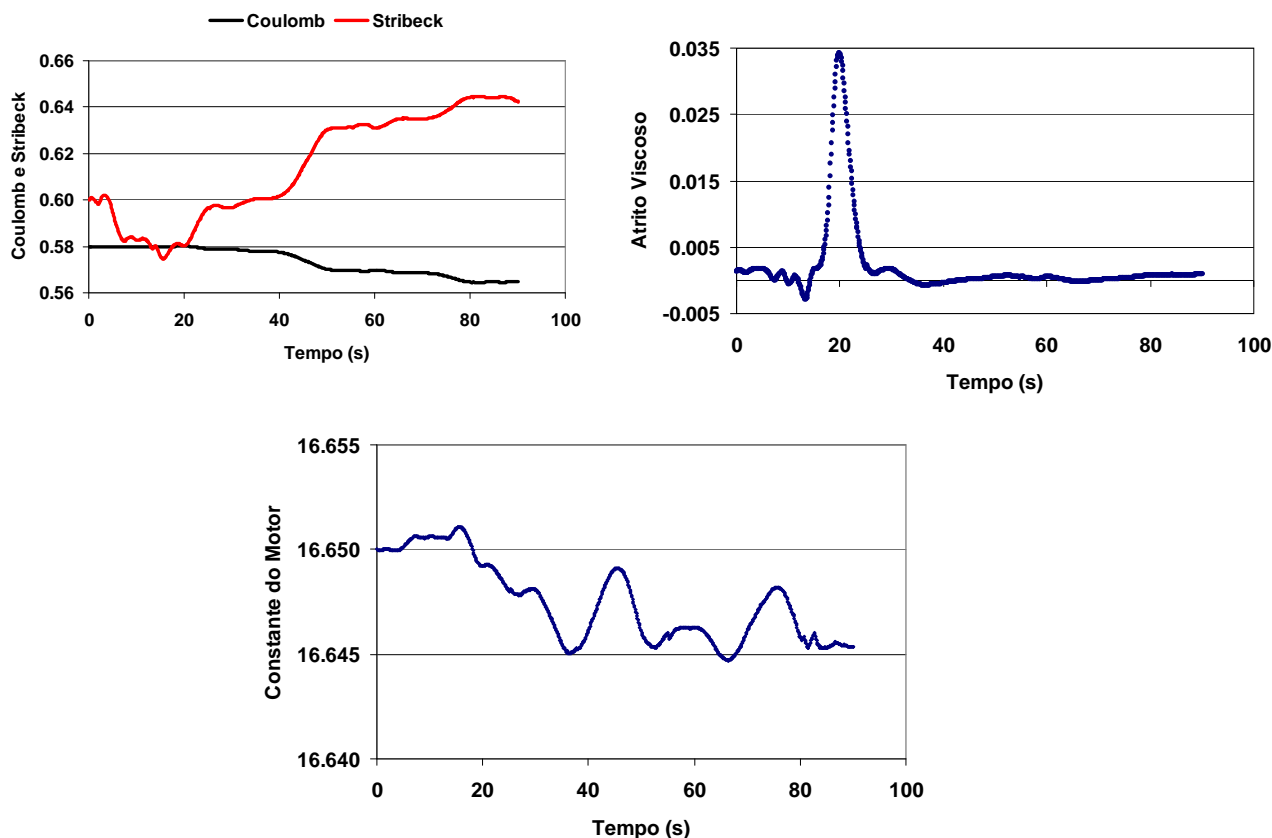 Coulomb Stribeck
Coulomb e Stribeck
0.66
0.64
0.62
0.60
0.58
0.56
0 20 40 60 80 100
Tempo (s)
Atrito Viscoso
0.035
0.025
0.015
0.005
-0.005
0 20 40 60 80 100
Tempo (s)
Constante do Motor
16.655
16.650
16.645
16.640
0 20 40 60 80 100
Tempo (s)